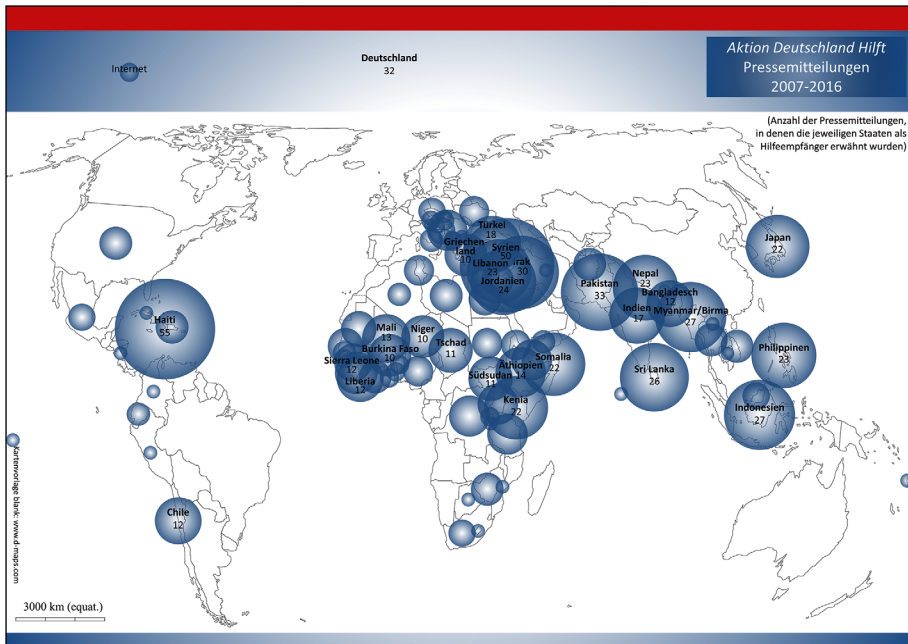 Internet
Deutschland
32
Aktion Deutschland Hilft
Pressemitteilungen
2007-2016
(Anzahl der Pressemitteilungen,
in denen die jeweiligen Staaten als
Hilfeempfänger erwähnt wurden)
Türkei
18
Griechen-
land
10
Syrien
50
Libanon
23
Irak
30
Jordanien
24
Japan
22
Pakistan
33
Nepal
23
Bangladesch
12
Indien
17
Myanmar/Birma
27
Haiti
55
Mali
13
Niger
10
Burkina Faso
10
Tschad
11
Sierra Leone
12
Liberia
12
Somalia
22
Äthiopien
14
Südsudan
11
Kenia
22
Sri Lanka
26
Philippinen
23
Indonesien
27
Chile
12
Kartenvorlage blank: www.d-maps.com
3000 km (equat.)